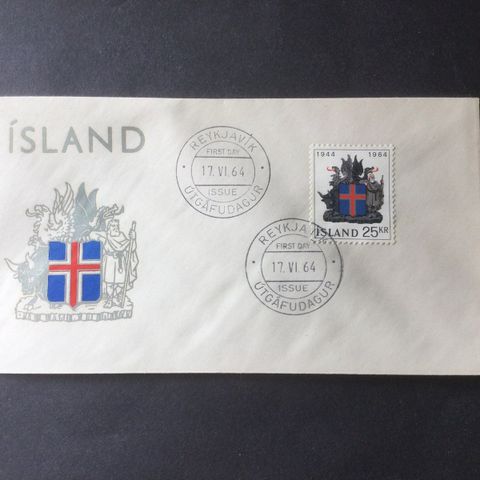 ÍSLAND
REYKJAVÍK
FIRST DAY
17. VI. 64
ISSUE
ÚTGÁFUDAGUR
1944 1964
ÍSLAND 25KR
REYKJAVÍK
FIRST DAY
17. VI. 64
ISSUE
ÚTGÁFUDAGUR